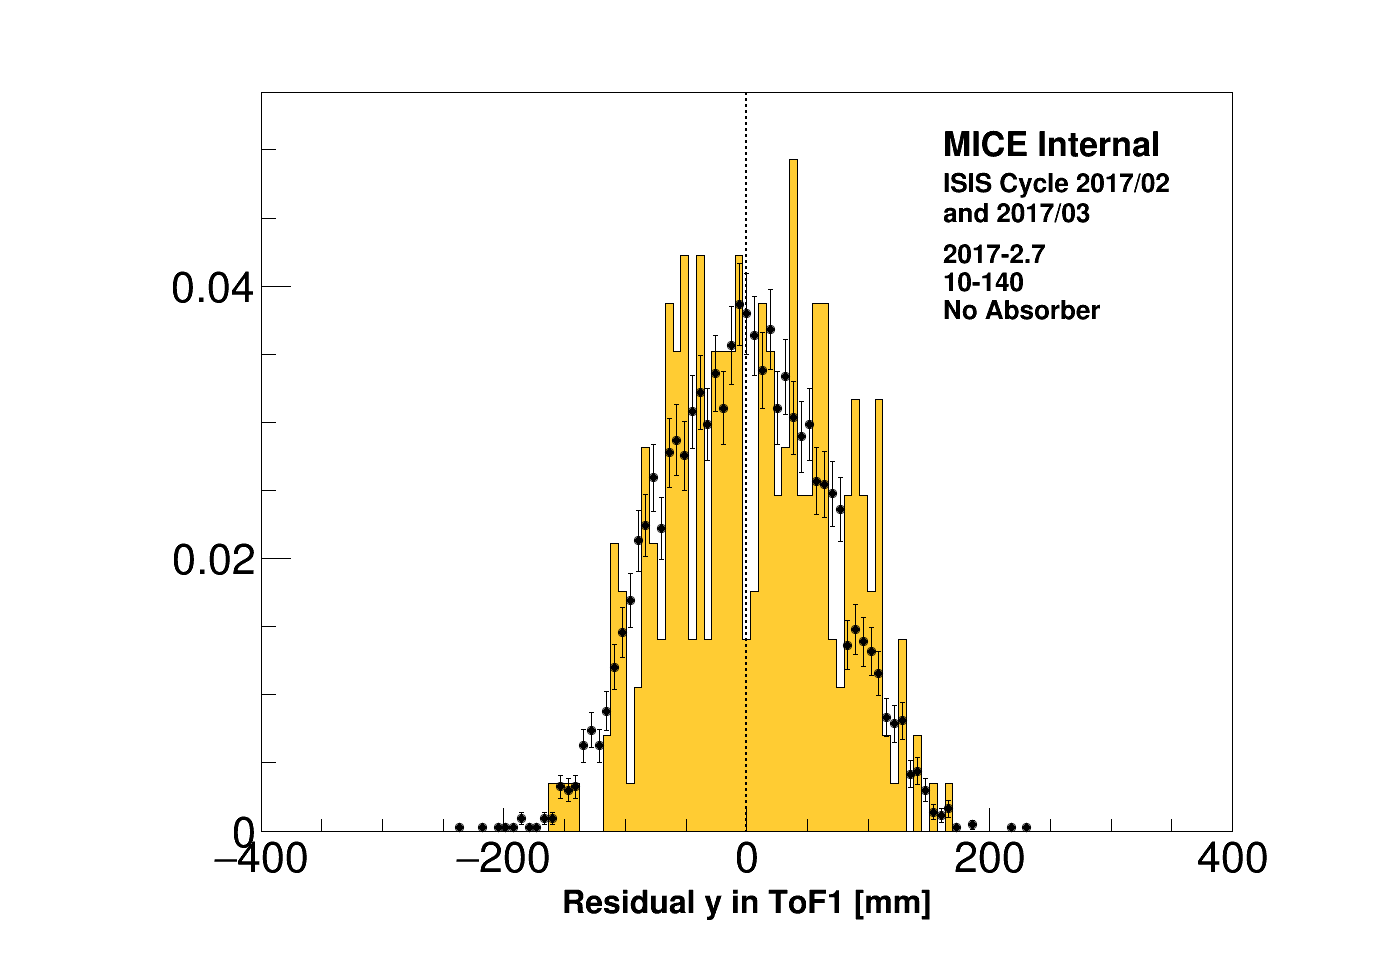 MICE Internal
ISIS Cycle 2017/02
and 2017/03
2017-2.7
10-140
No Absorber
0.04
0.02
0
−400 −200 0 200 400
Residual y in ToF1 [mm]